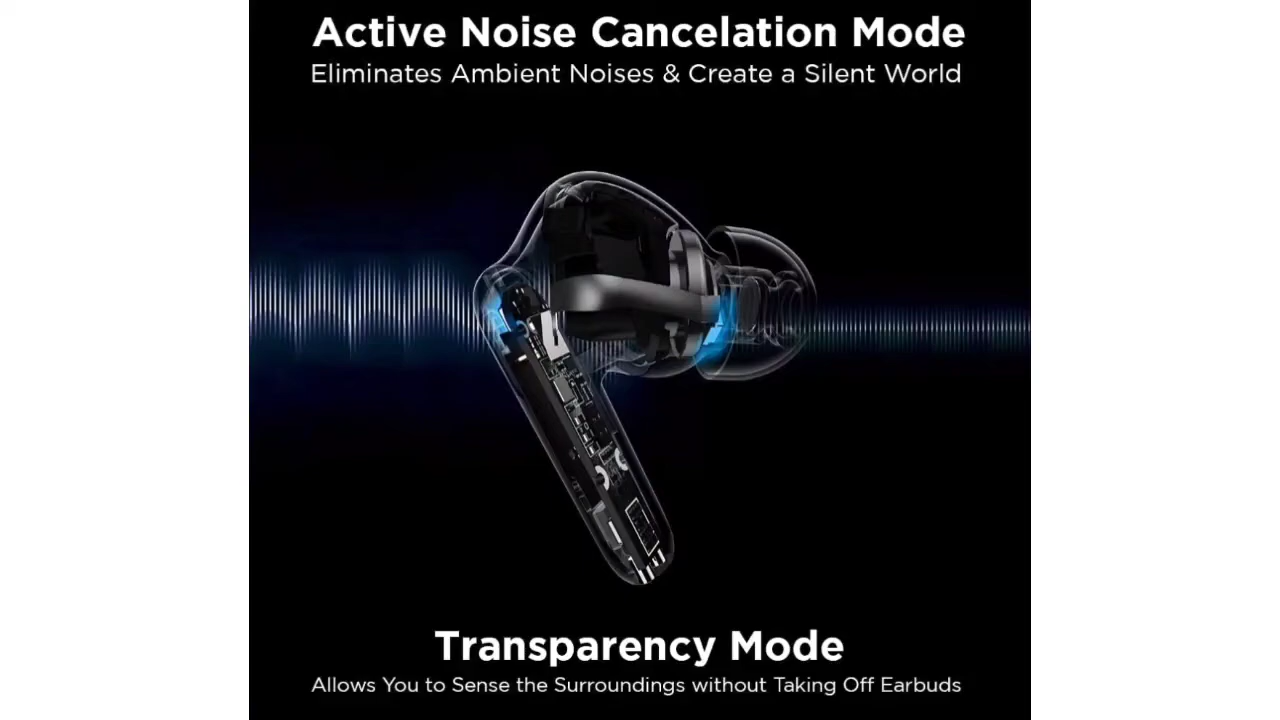 Active Noise Cancelation Mode
Eliminates Ambient Noises & Create a Silent World
Transparency Mode
Allows You to Sense the Surroundings without Taking Off Earbuds